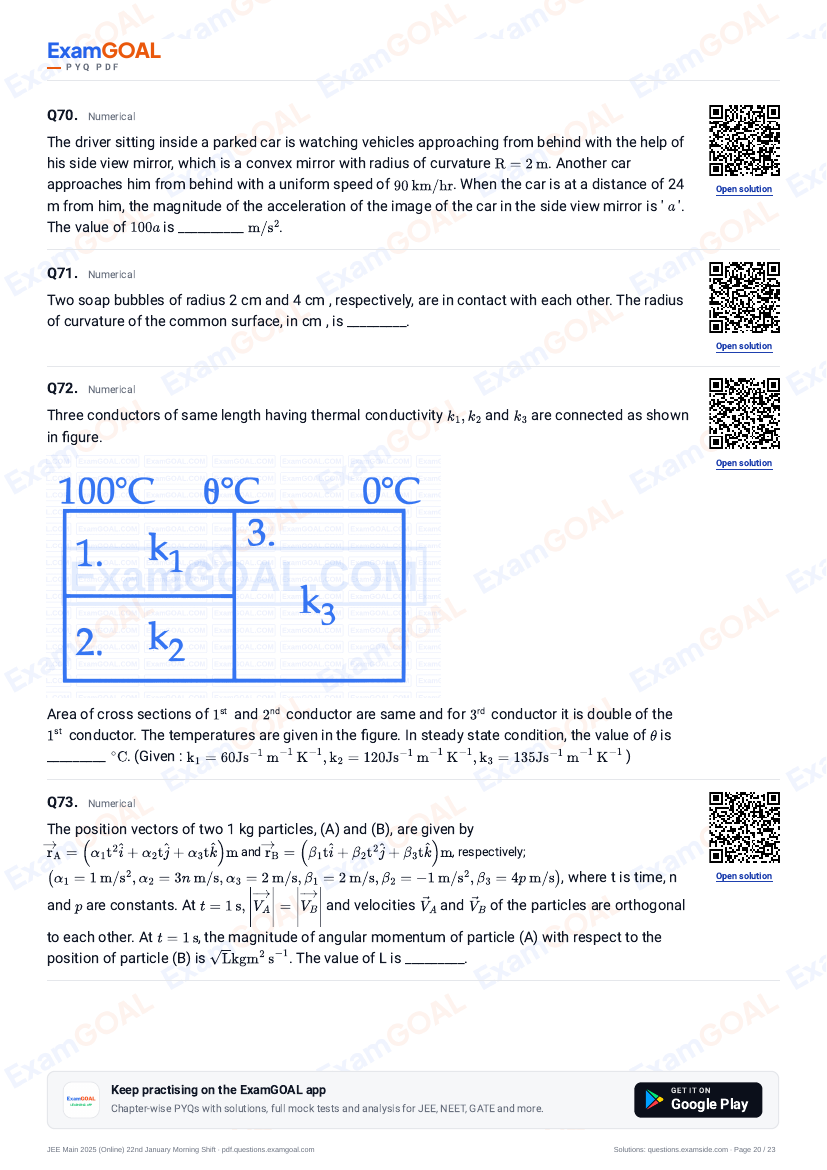 ExamGOAL
PYQ PDF
Q70. Numerical
The driver sitting inside a parked car is watching vehicles approaching from behind with the help of
his side view mirror, which is a convex mirror with radius of curvature R = 2 m. Another car
approaches him from behind with a uniform speed of 90 km/hr. When the car is at a distance of 24
m from him, the magnitude of the acceleration of the image of the car in the side view mirror is ' a '.
The value of 100a is __________ m/s².
Open solution
Q71. Numerical
Two soap bubbles of radius 2 cm and 4 cm , respectively, are in contact with each other. The radius
of curvature of the common surface, in cm , is _________.
Open solution
Q72. Numerical
Three conductors of same length having thermal conductivity k₁, k₂ and k₃ are connected as shown
in figure.
Open solution
100°C θ°C 0°C
1. k₁
3.
k₃
2. k₂
ExamGOAL.COM
Area of cross sections of 1ˢᵗ and 2ⁿᵈ conductor are same and for 3ʳᵈ conductor it is double of the
1ˢᵗ conductor. The temperatures are given in the figure. In steady state condition, the value of θ is
_________ °C. (Given : k₁ = 60Js⁻¹ m⁻¹ K⁻¹, k₂ = 120Js⁻¹ m⁻¹ K⁻¹, k₃ = 135Js⁻¹ m⁻¹ K⁻¹ )
Q73. Numerical
The position vectors of two 1 kg particles, (A) and (B), are given by
r⃗_A = (α₁t²î + α₂tĵ + α₃tk̂)m and r⃗_B = (β₁tî + β₂t²ĵ + β₃tk̂)m, respectively;
(α₁ = 1 m/s², α₂ = 3n m/s, α₃ = 2 m/s, β₁ = 2 m/s, β₂ = −1 m/s², β₃ = 4p m/s), where t is time, n
and p are constants. At t = 1 s, |V⃗_A| = |V⃗_B| and velocities V⃗_A and V⃗_B of the particles are orthogonal
to each other. At t = 1 s, the magnitude of angular momentum of particle (A) with respect to the
position of particle (B) is √L kgm² s⁻¹. The value of L is _________.
Open solution
Keep practising on the ExamGOAL app
Chapter-wise PYQs with solutions, full mock tests and analysis for JEE, NEET, GATE and more.
GET IT ON
Google Play
JEE Main 2025 (Online) 22nd January Morning Shift · pdf.questions.examgoal.com
Solutions: questions.examside.com · Page 20 / 23